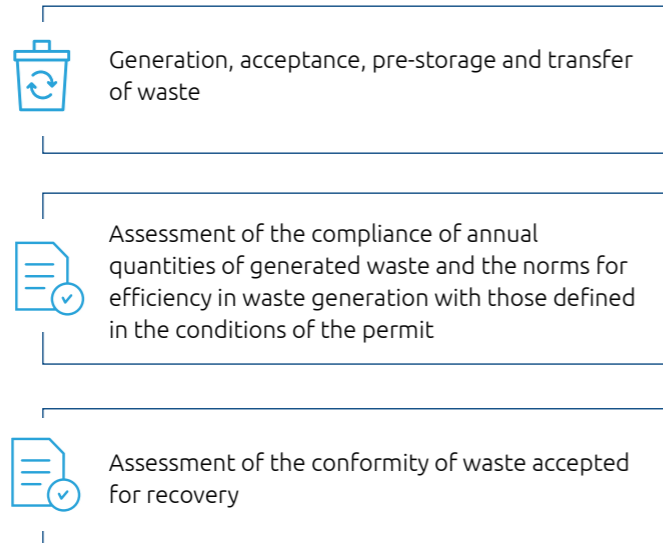 Generation, acceptance, pre-storage and transfer
of waste
Assessment of the compliance of annual
quantities of generated waste and the norms for
efficiency in waste generation with those defined
in the conditions of the permit
Assessment of the conformity of waste accepted
for recovery